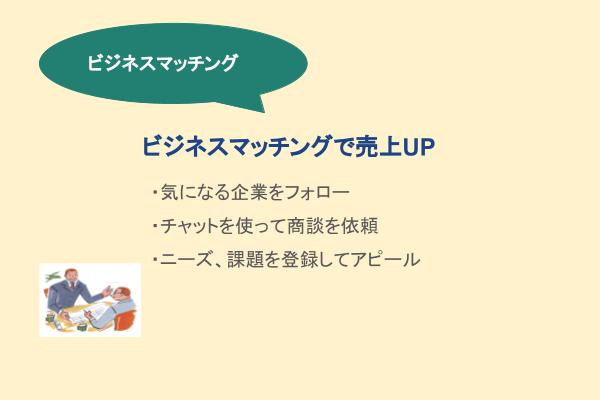 ビジネスマッチング
ビジネスマッチングで売上UP
・気になる企業をフォロー
・チャットを使って商談を依頼
・ニーズ、課題を登録してアピール